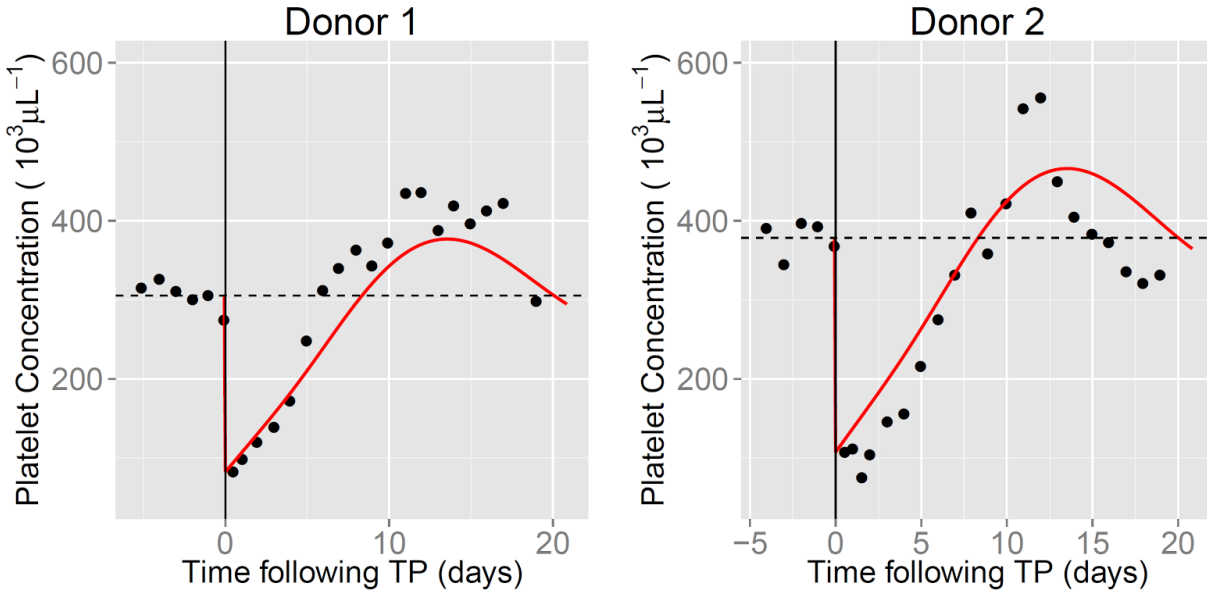 Donor 1
Platelet Concentration ( 10³μL⁻¹)
600
400
200
0
20
Time following TP (days)
Donor 2
Platelet Concentration ( 10³μL⁻¹)
600
400
200
−5
0
5
10
15
20
Time following TP (days)